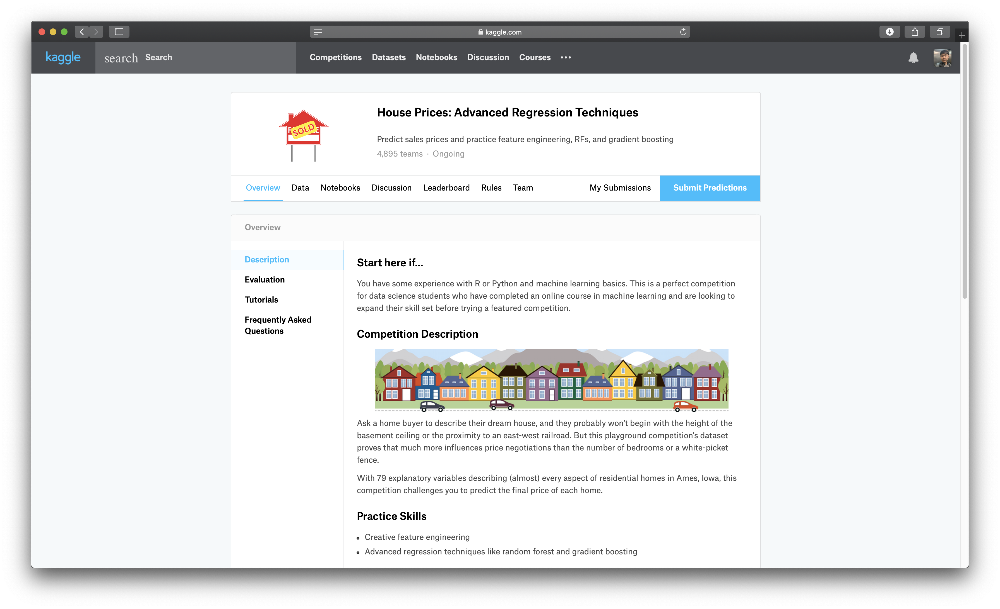 kaggle.com
kaggle
search Search
Competitions Datasets Notebooks Discussion Courses
SOLD
House Prices: Advanced Regression Techniques
Predict sales prices and practice feature engineering, RFs, and gradient boosting
4,895 teams · Ongoing
Overview Data Notebooks Discussion Leaderboard Rules Team My Submissions Submit Predictions
Overview
Description
Evaluation
Tutorials
Frequently Asked
Questions
Start here if...
You have some experience with R or Python and machine learning basics. This is a perfect competition
for data science students who have completed an online course in machine learning and are looking to
expand their skill set before trying a featured competition.
Competition Description
Ask a home buyer to describe their dream house, and they probably won't begin with the height of the
basement ceiling or the proximity to an east-west railroad. But this playground competition's dataset
proves that much more influences price negotiations than the number of bedrooms or a white-picket
fence.
With 79 explanatory variables describing (almost) every aspect of residential homes in Ames, Iowa, this
competition challenges you to predict the final price of each home.
Practice Skills
• Creative feature engineering
• Advanced regression techniques like random forest and gradient boosting